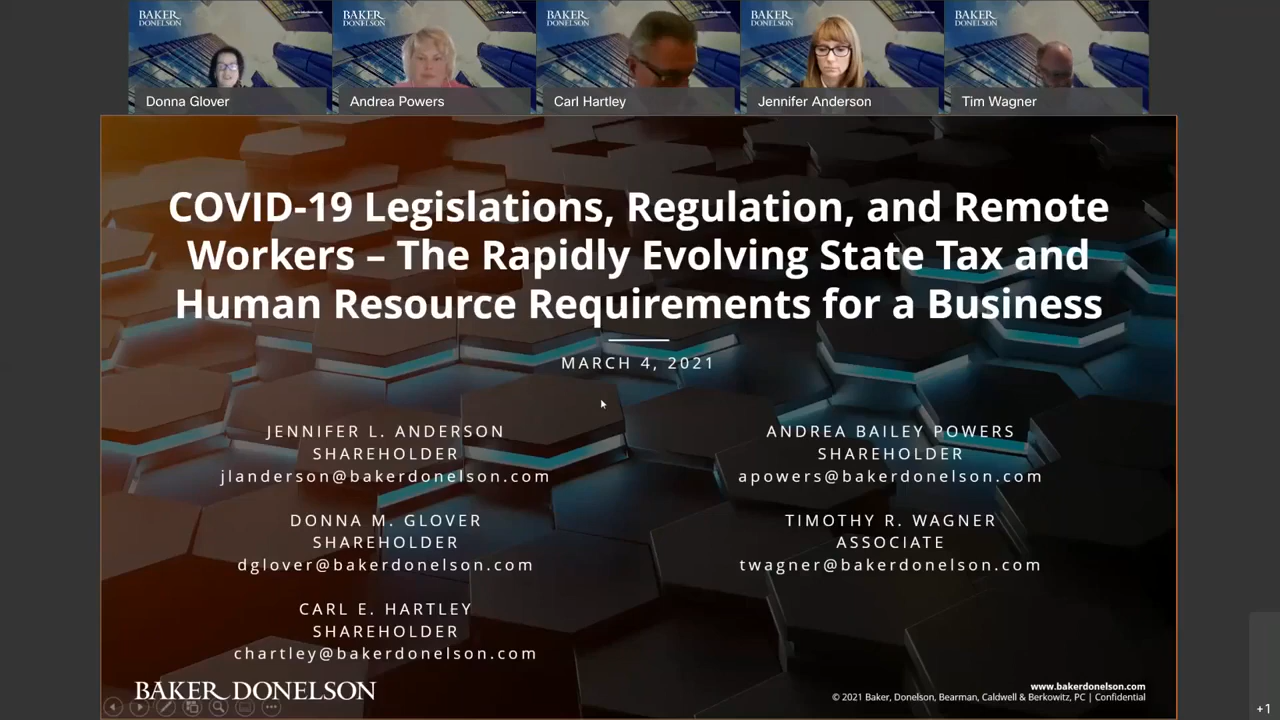 BAKER DONELSON
BAKER DONELSON
BAKER DONELSON
BAKER DONELSON
BAKER DONELSON
Donna Glover
Andrea Powers
Carl Hartley
Jennifer Anderson
Tim Wagner
COVID-19 Legislations, Regulation, and Remote
Workers – The Rapidly Evolving State Tax and
Human Resource Requirements for a Business
MARCH 4, 2021
JENNIFER L. ANDERSON
SHAREHOLDER
jlanderson@bakerdonelson.com
DONNA M. GLOVER
SHAREHOLDER
dglover@bakerdonelson.com
CARL E. HARTLEY
SHAREHOLDER
chartley@bakerdonelson.com
ANDREA BAILEY POWERS
SHAREHOLDER
apowers@bakerdonelson.com
TIMOTHY R. WAGNER
ASSOCIATE
twagner@bakerdonelson.com
BAKER DONELSON
www.bakerdonelson.com
© 2021 Baker, Donelson, Bearman, Caldwell & Berkowitz, PC | Confidential
+1